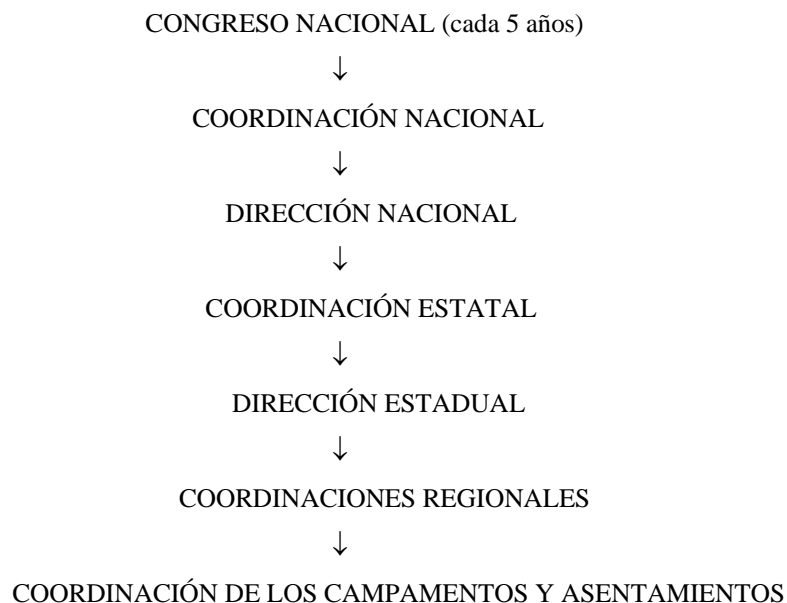 CONGRESO NACIONAL (cada 5 años)
↓
COORDINACIÓN NACIONAL
↓
DIRECCIÓN NACIONAL
↓
COORDINACIÓN ESTATAL
↓
DIRECCIÓN ESTADUAL
↓
COORDINACIONES REGIONALES
↓
COORDINACIÓN DE LOS CAMPAMENTOS Y ASENTAMIENTOS